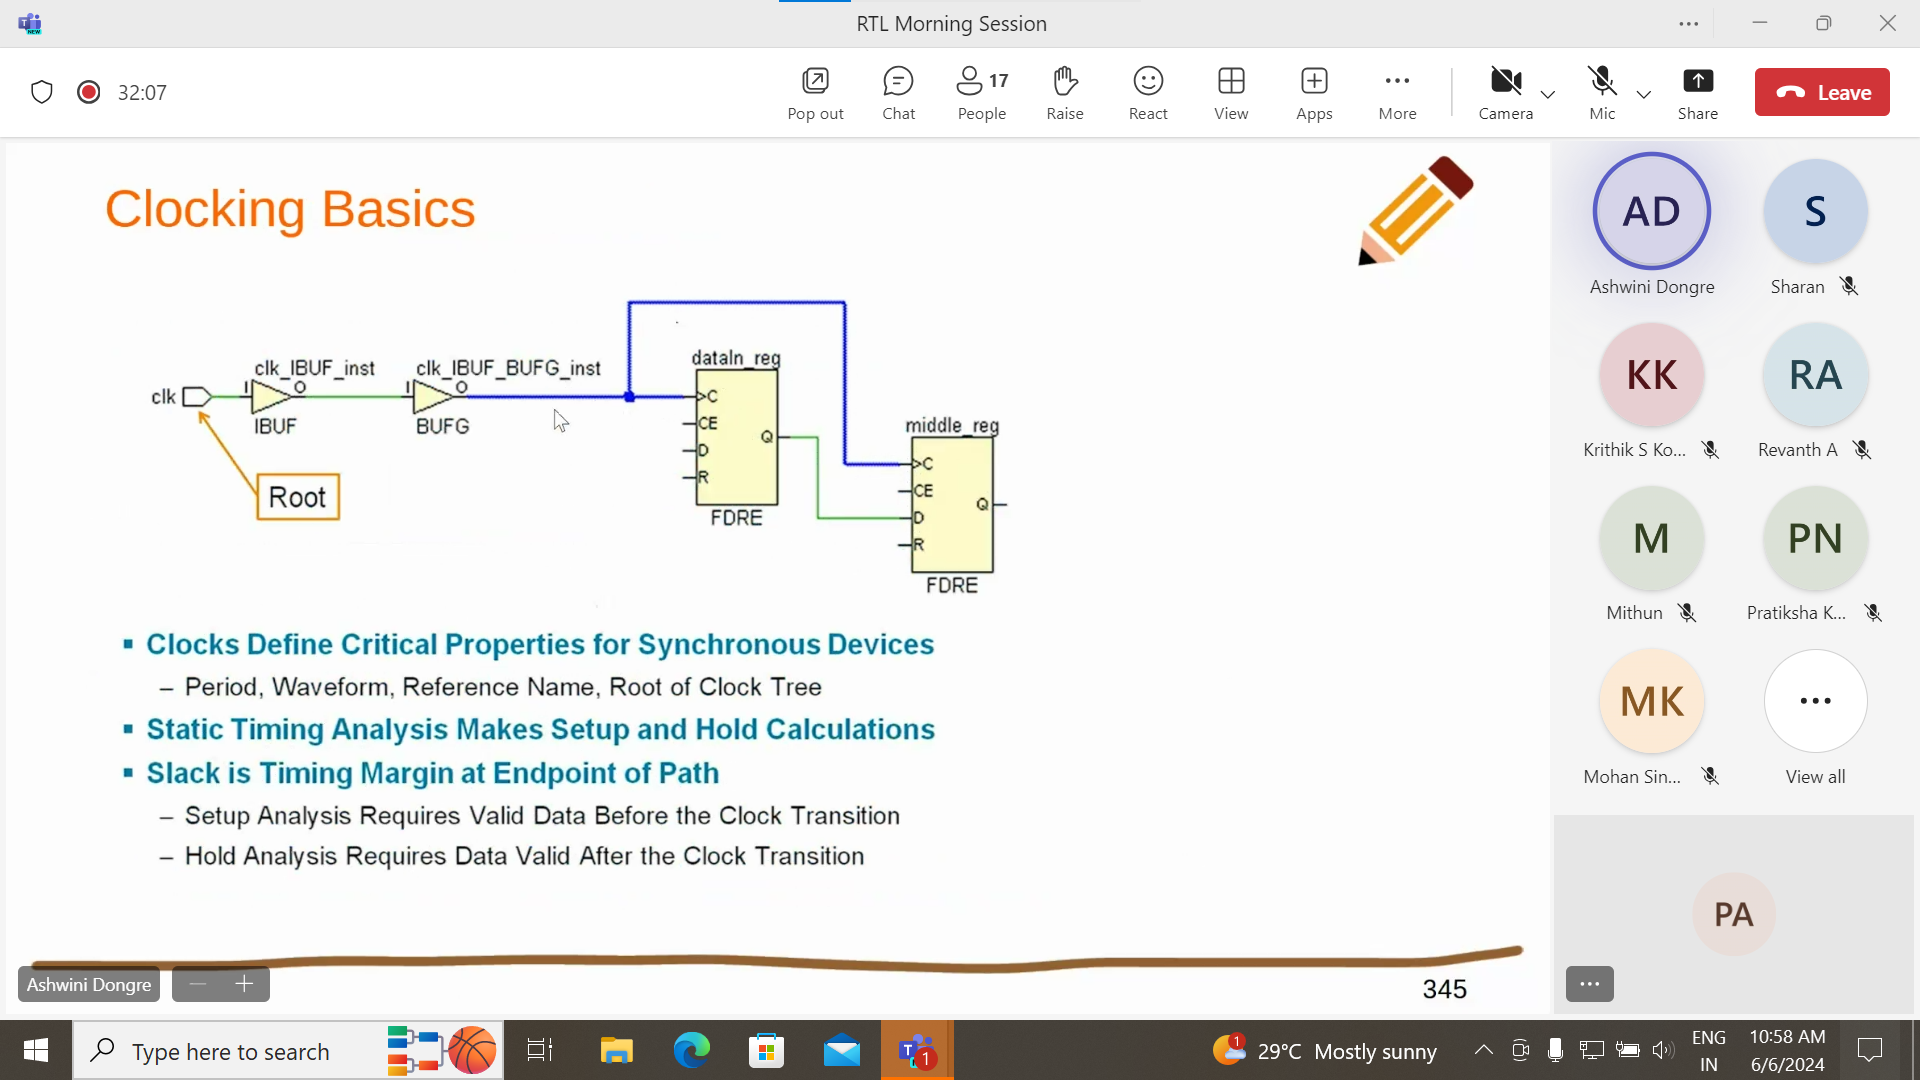 RTL Morning Session
NEW
32:07
Pop out
Chat
17
People
Raise
React
View
Apps
More
Camera
Mic
Share
Leave
Clocking Basics
clk
clk_IBUF_inst
I
O
IBUF
clk_IBUF_BUFG_inst
I
O
BUFG
Root
dataIn_reg
C
CE
D
R
Q
FDRE
middle_reg
C
CE
D
R
Q
FDRE
Clocks Define Critical Properties for Synchronous Devices
– Period, Waveform, Reference Name, Root of Clock Tree
Static Timing Analysis Makes Setup and Hold Calculations
Slack is Timing Margin at Endpoint of Path
– Setup Analysis Requires Valid Data Before the Clock Transition
– Hold Analysis Requires Data Valid After the Clock Transition
345
Ashwini Dongre
AD
Ashwini Dongre
S
Sharan
KK
Krithik S Ko...
RA
Revanth A
M
Mithun
PN
Pratiksha K...
MK
Mohan Sin...
View all
PA
Type here to search
1
1
29°C Mostly sunny
ENG
IN
10:58 AM
6/6/2024